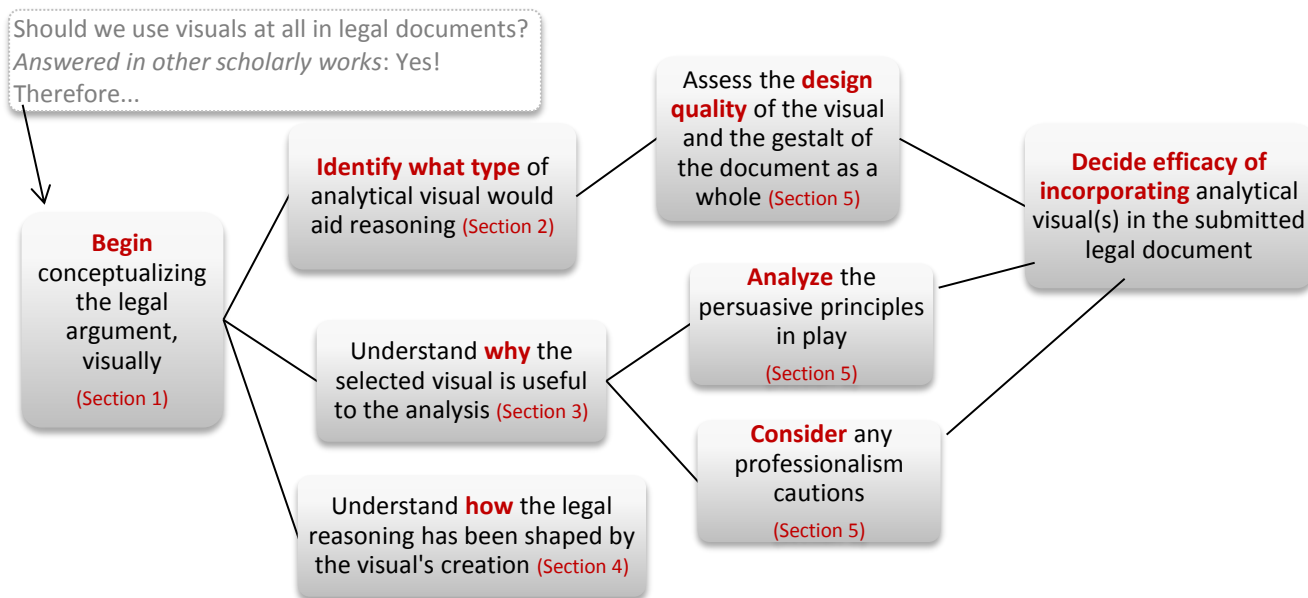 Should we use visuals at all in legal documents?
Answered in other scholarly works: Yes!
Therefore...
Begin
conceptualizing
the legal
argument,
visually
(Section 1)
Identify what type of
analytical visual would
aid reasoning (Section 2)
Understand why the
selected visual is useful
to the analysis (Section 3)
Understand how the legal
reasoning has been shaped by
the visual's creation (Section 4)
Assess the design
quality of the visual
and the gestalt of
the document as a
whole (Section 5)
Analyze the
persuasive principles
in play
(Section 5)
Consider any
professionalism
cautions
(Section 5)
Decide efficacy of
incorporating analytical
visual(s) in the submitted
legal document